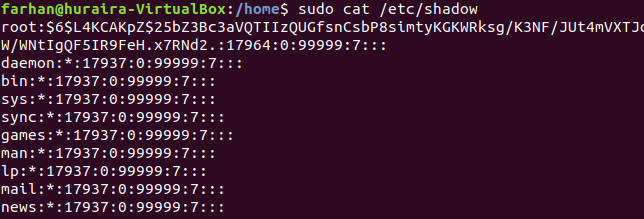 farhan@huraira-VirtualBox:/home$ sudo cat /etc/shadow
root:$6$L4KCAKpZ$25bZ3Bc3aVQTIIzQUGfsnCsbP8simtyKGKWRksg/K3NF/JUt4mVXTJc
W/WNtIgQF5IR9FeH.x7RNd2.:17964:0:99999:7:::
daemon:*:17937:0:99999:7:::
bin:*:17937:0:99999:7:::
sys:*:17937:0:99999:7:::
sync:*:17937:0:99999:7:::
games:*:17937:0:99999:7:::
man:*:17937:0:99999:7:::
lp:*:17937:0:99999:7:::
mail:*:17937:0:99999:7:::
news:*:17937:0:99999:7:::